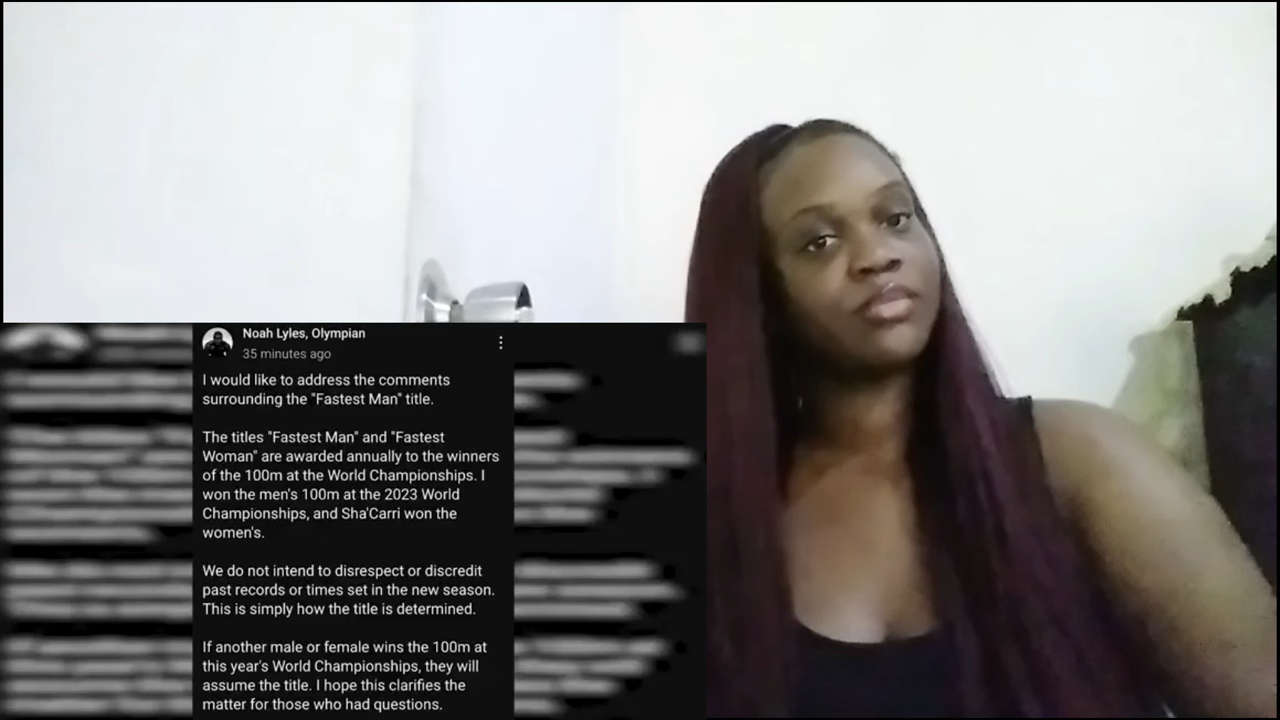 Noah Lyles, Olympian
35 minutes ago
I would like to address the comments
surrounding the "Fastest Man" title.
The titles "Fastest Man" and "Fastest
Woman" are awarded annually to the winners
of the 100m at the World Championships. I
won the men's 100m at the 2023 World
Championships, and Sha'Carri won the
women's.
We do not intend to disrespect or discredit
past records or times set in the new season.
This is simply how the title is determined.
If another male or female wins the 100m at
this year's World Championships, they will
assume the title. I hope this clarifies the
matter for those who had questions.